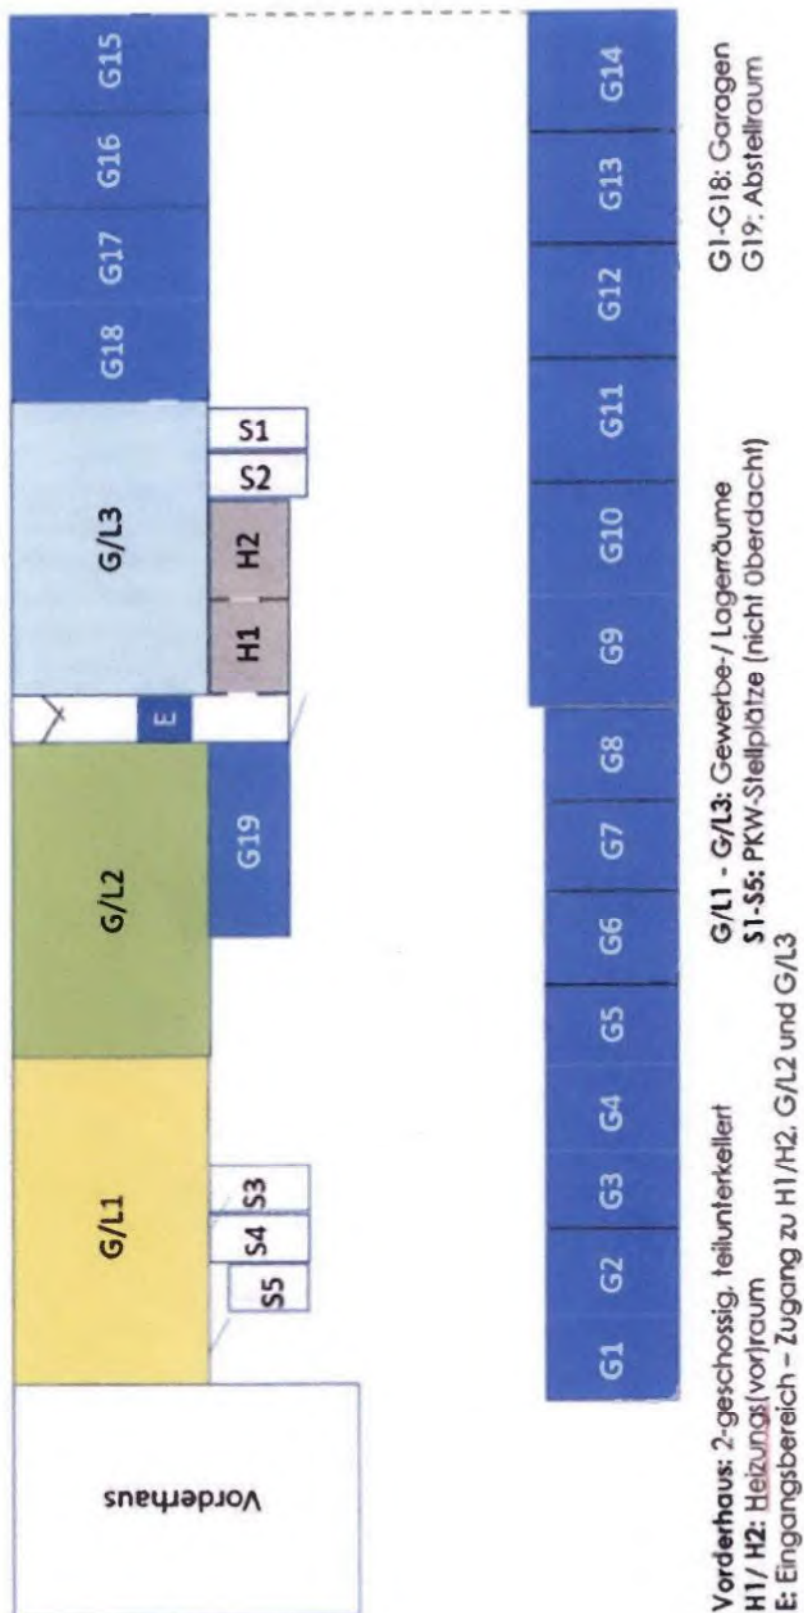 G15
G16
G17
G18
G/L3
S1
S2
H2
H1
E
G/L2
G19
G/L1
S3
S4
S5
Vorderhaus
G14
G13
G12
G11
G10
G9
G8
G7
G6
G5
G4
G3
G2
G1
Vorderhaus: 2-geschossig, teilunterkellert
H1/ H2: Heizungs(vor)raum
E: Eingangsbereich – Zugang zu H1/H2, G/L2 und G/L3
G/L1 - G/L3: Gewerbe-/ Lagerräume
S1-S5: PKW-Stellplätze (nicht überdacht)
G1-G18: Garagen
G19: Abstellraum